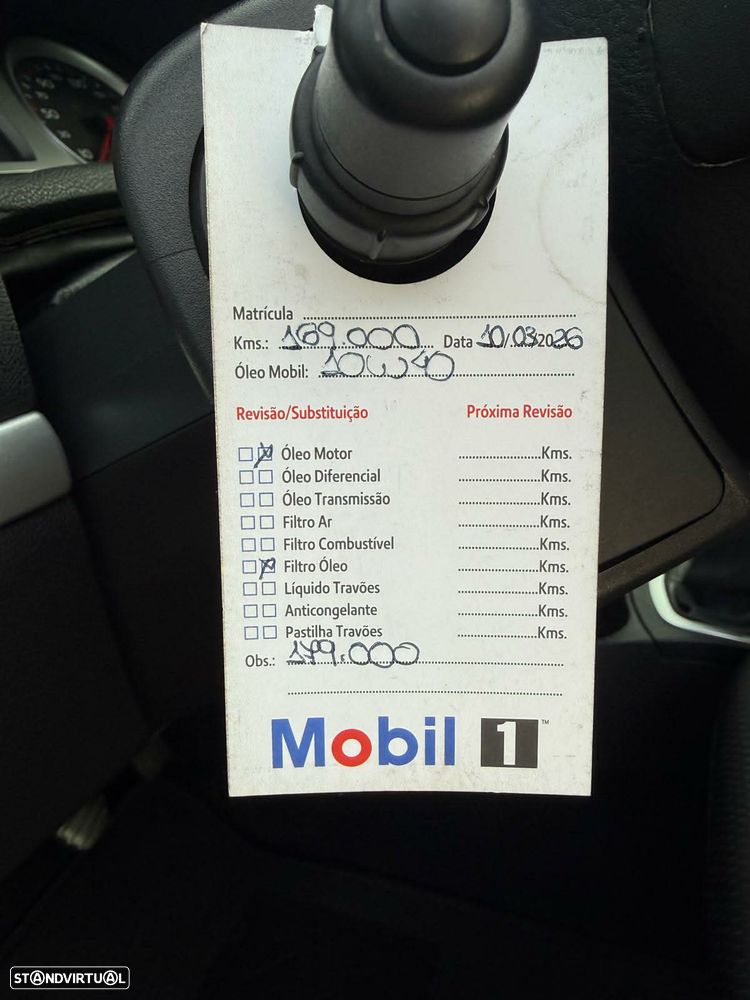 Matrícula
Kms.: 169.000 Data 10/03/2026
Óleo Mobil: 10W40
Revisão/Substituição Próxima Revisão
Óleo Motor Kms.
Óleo Diferencial Kms.
Óleo Transmissão Kms.
Filtro Ar Kms.
Filtro Combustível Kms.
Filtro Óleo Kms.
Líquido Travões Kms.
Anticongelante Kms.
Pastilha Travões Kms.
Obs.: 179.000
Mobil 1™
STANDVIRTUAL